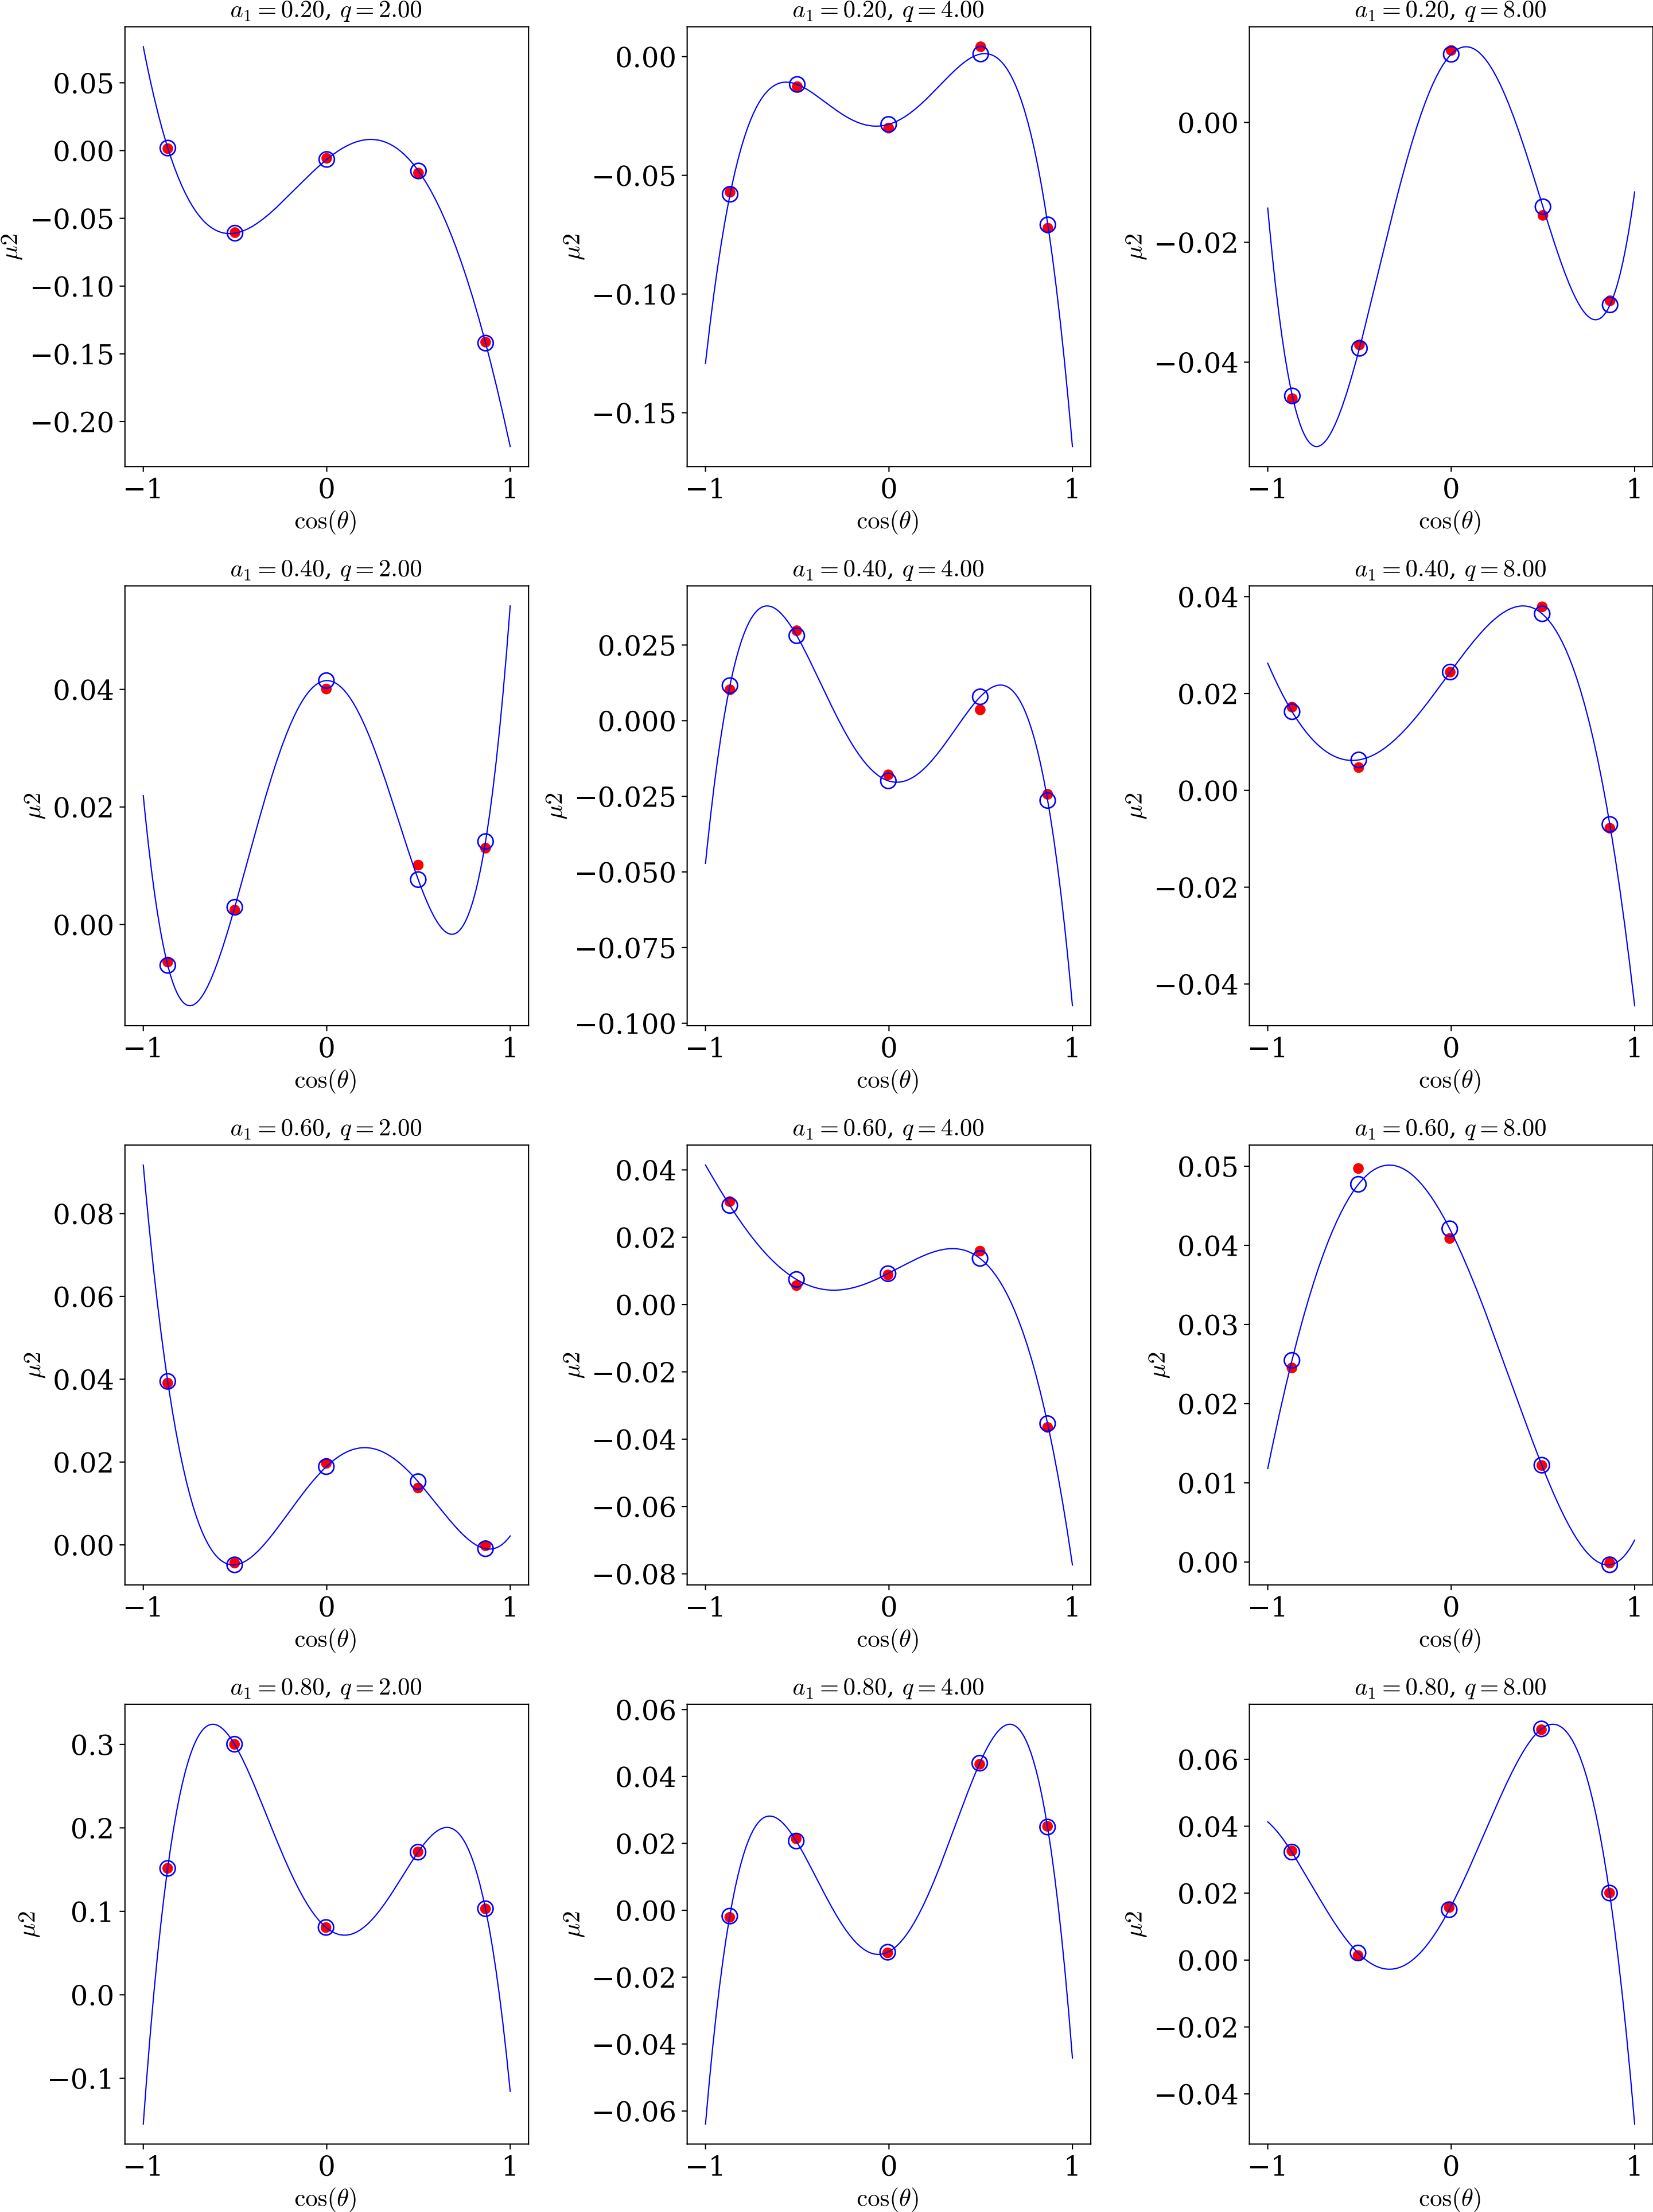 a₁ = 0.20, q = 2.00
a₁ = 0.20, q = 4.00
a₁ = 0.20, q = 8.00
0.05
0.00
−0.05
−0.10
−0.15
−0.20
μ2
−1 0 1
cos(θ)
0.00
−0.05
−0.10
−0.15
μ2
−1 0 1
cos(θ)
0.00
−0.02
−0.04
μ2
−1 0 1
cos(θ)
a₁ = 0.40, q = 2.00
a₁ = 0.40, q = 4.00
a₁ = 0.40, q = 8.00
0.04
0.02
0.00
μ2
−1 0 1
cos(θ)
0.025
0.000
−0.025
−0.050
−0.075
−0.100
μ2
−1 0 1
cos(θ)
0.04
0.02
0.00
−0.02
−0.04
μ2
−1 0 1
cos(θ)
a₁ = 0.60, q = 2.00
a₁ = 0.60, q = 4.00
a₁ = 0.60, q = 8.00
0.08
0.06
0.04
0.02
0.00
μ2
−1 0 1
cos(θ)
0.04
0.02
0.00
−0.02
−0.04
−0.06
−0.08
μ2
−1 0 1
cos(θ)
0.05
0.04
0.03
0.02
0.01
0.00
μ2
−1 0 1
cos(θ)
a₁ = 0.80, q = 2.00
a₁ = 0.80, q = 4.00
a₁ = 0.80, q = 8.00
0.3
0.2
0.1
0.0
−0.1
μ2
−1 0 1
cos(θ)
0.06
0.04
0.02
0.00
−0.02
−0.04
−0.06
μ2
−1 0 1
cos(θ)
0.06
0.04
0.02
0.00
−0.02
−0.04
μ2
−1 0 1
cos(θ)